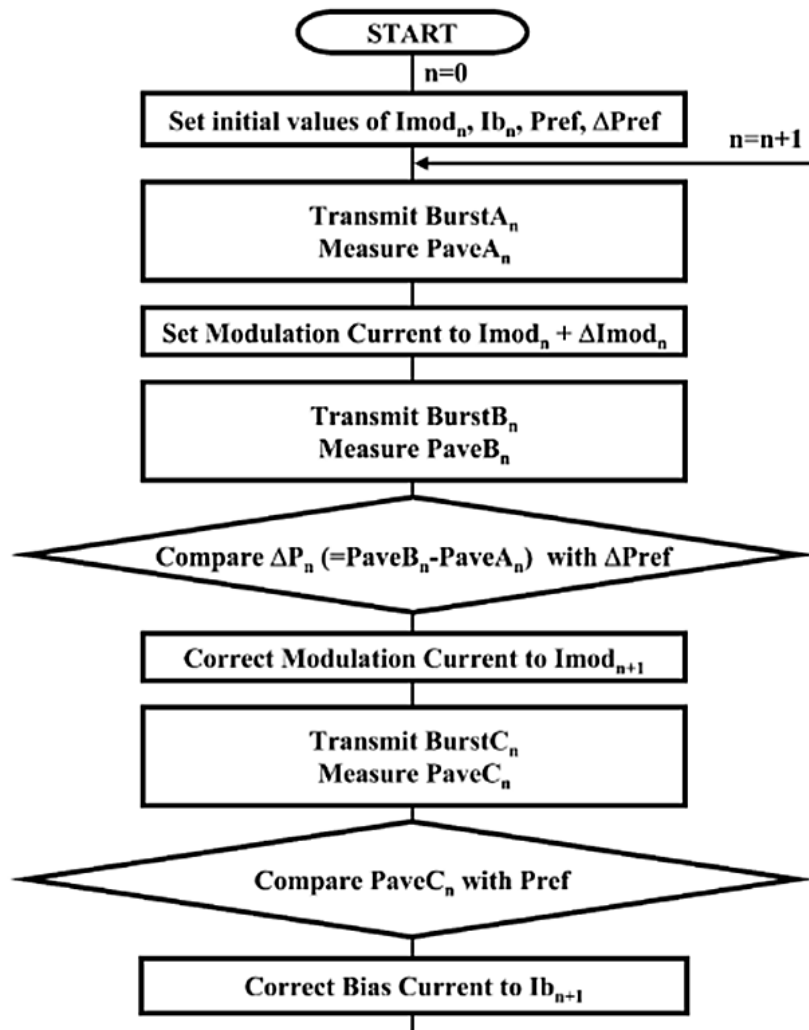 START
n=0
Set initial values of Imodₙ, Ibₙ, Pref, ΔPref
n=n+1
Transmit BurstAₙ
Measure PaveAₙ
Set Modulation Current to Imodₙ + ΔImodₙ
Transmit BurstBₙ
Measure PaveBₙ
Compare ΔPₙ (=PaveBₙ-PaveAₙ) with ΔPref
Correct Modulation Current to Imodₙ₊₁
Transmit BurstCₙ
Measure PaveCₙ
Compare PaveCₙ with Pref
Correct Bias Current to Ibₙ₊₁